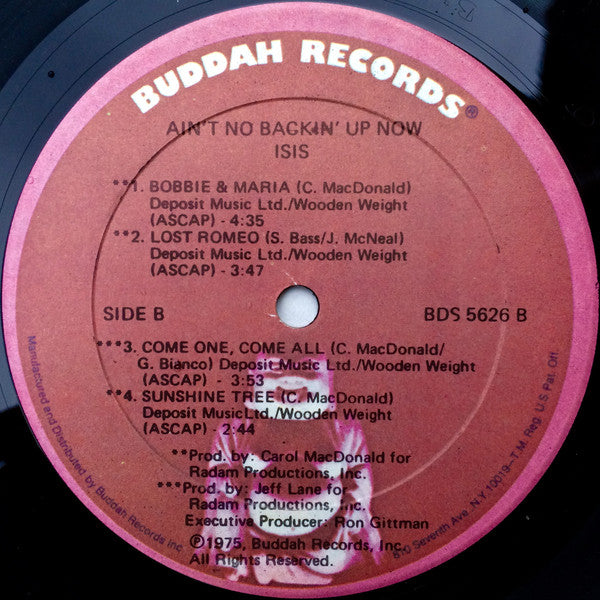 BUDDAH RECORDS®
AIN'T NO BACKIN' UP NOW
ISIS
**1. BOBBIE & MARIA (C. MacDonald)
Deposit Music Ltd./Wooden Weight
(ASCAP) - 4:35
**2. LOST ROMEO (S. Bass/J. McNeal)
Deposit Music Ltd./Wooden Weight
(ASCAP) - 3:47
SIDE B
BDS 5626 B
***3. COME ONE, COME ALL (C. MacDonald/
G. Bianco) Deposit Music Ltd./Wooden Weight
(ASCAP) - 3:53
**4. SUNSHINE TREE (C. MacDonald)
Deposit Music Ltd./Wooden Weight
(ASCAP) - 2:44
**Prod. by: Carol MacDonald for
Radam Productions, Inc.
***Prod. by: Jeff Lane for
Radam Productions, Inc.
Executive Producer: Ron Gittman
℗1975, Buddah Records, Inc.
All Rights Reserved.
Manufactured and Distributed by Buddah Records Inc. 810 Seventh Ave. N.Y. 10019-T.M. Reg. U.S. Pat. Off.